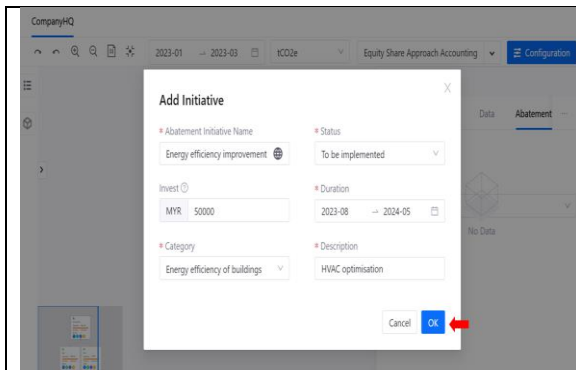 CompanyHQ
2023-01 → 2023-03 tCO2e Equity Share Approach Accounting Configuration
Add Initiative X
Data Abatement ...
* Abatement Initiative Name * Status
Energy efficiency improvement To be implemented
Invest ? * Duration
MYR 50000 2023-08 → 2024-05
No Data
* Category * Description
Energy efficiency of buildings HVAC optimisation
Cancel OK